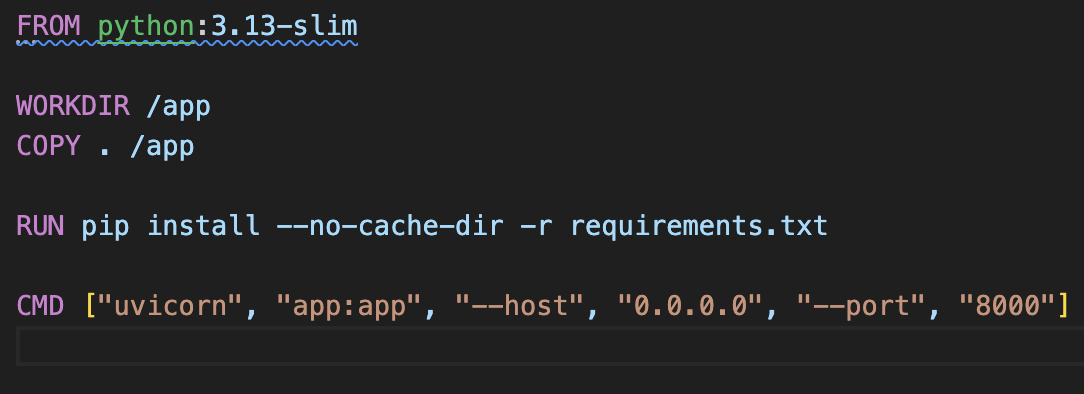 FROM python:3.13-slim
WORKDIR /app
COPY . /app
RUN pip install --no-cache-dir -r requirements.txt
CMD ["uvicorn", "app:app", "--host", "0.0.0.0", "--port", "8000"]